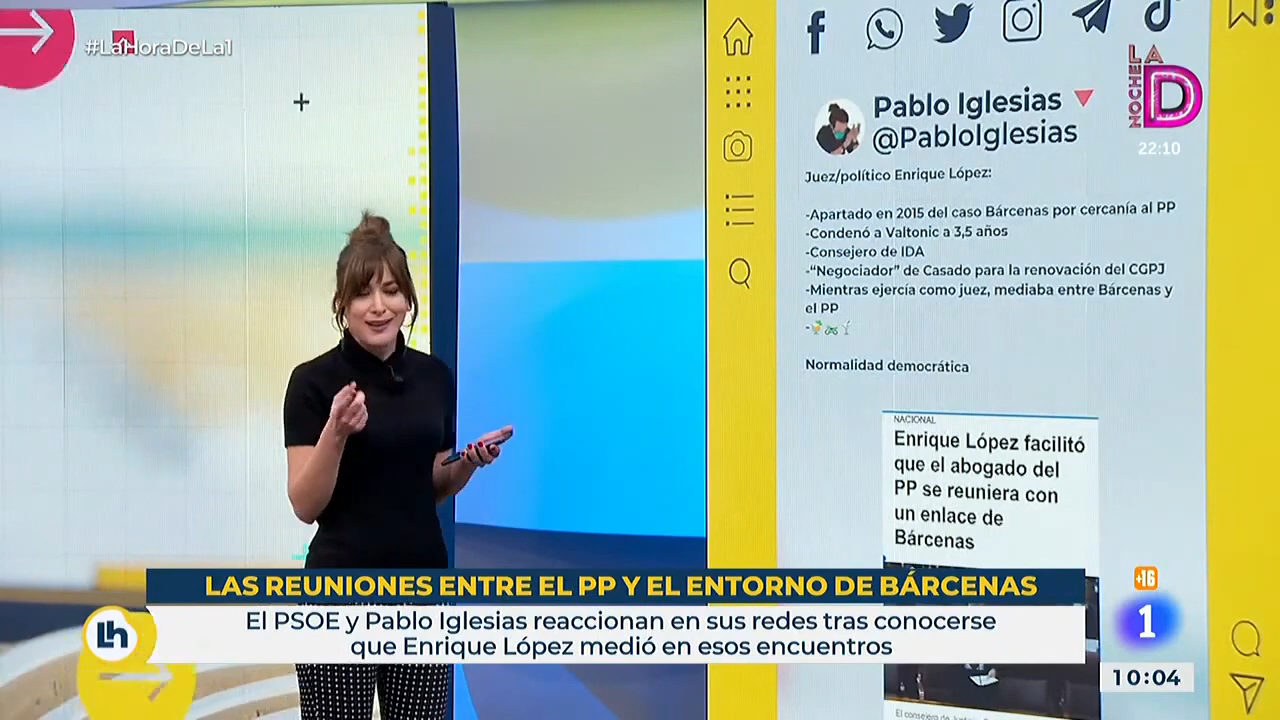 #LaHoraDeLa1
LA
NOCHE
D
22:10
Pablo Iglesias
@PabloIglesias
Juez/político Enrique López:
-Apartado en 2015 del caso Bárcenas por cercanía al PP
-Condenó a Valtonic a 3,5 años
-Consejero de IDA
-“Negociador” de Casado para la renovación del CGPJ
-Mientras ejercía como juez, mediaba entre Bárcenas y
el PP
-🍹🏍🍸
Normalidad democrática
NACIONAL
Enrique López facilitó
que el abogado del
PP se reuniera con
un enlace de
Bárcenas
LAS REUNIONES ENTRE EL PP Y EL ENTORNO DE BÁRCENAS
El PSOE y Pablo Iglesias reaccionan en sus redes tras conocerse
que Enrique López medió en esos encuentros
lh
+16
1
10:04